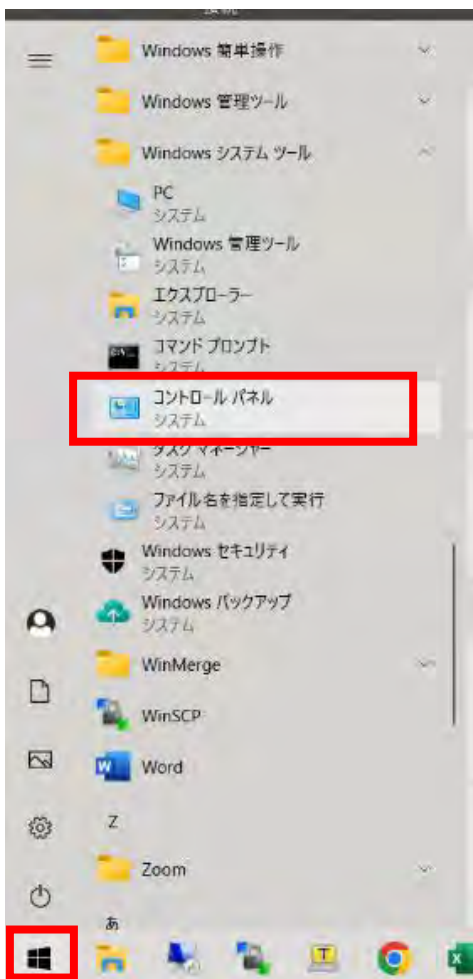 Windows 簡単操作
Windows 管理ツール
Windows システム ツール
PC
システム
Windows 管理ツール
システム
エクスプローラー
システム
コマンド プロンプト
システム
コントロール パネル
システム
タスク マネージャー
システム
ファイル名を指定して実行
システム
Windows セキュリティ
システム
Windows バックアップ
システム
WinMerge
WinSCP
Word
Z
Zoom
あ